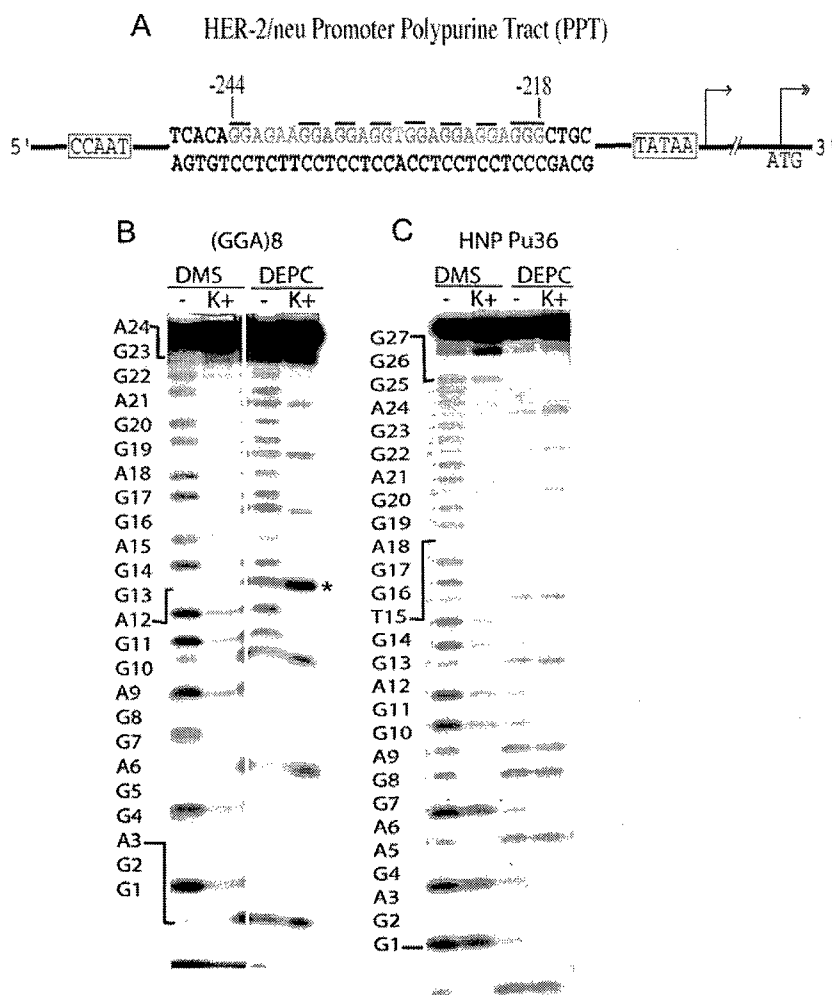 A HER-2/neu Promoter Polypurine Tract (PPT)
-244 -218
TCACAGGAGAAGGAGGAGGTGGAGGAGGAGGGCTGC
5' CCAAT TATAA 3'
AGTGTCCTCTTCCTCCTCCACCTCCTCCTCCCGACG
ATG
B (GGA)8
DMS DEPC
- K+ - K+
A24
G23
G22
A21
G20
G19
A18
G17
G16
A15
G14
G13
A12
G11
G10
A9
G8
G7
A6
G5
G4
A3
G2
G1
*
C HNP Pu36
DMS DEPC
- K+ - K+
G27
G26
G25
A24
G23
G22
A21
G20
G19
A18
G17
G16
T15
G14
G13
A12
G11
G10
A9
G8
G7
A6
A5
G4
A3
G2
G1